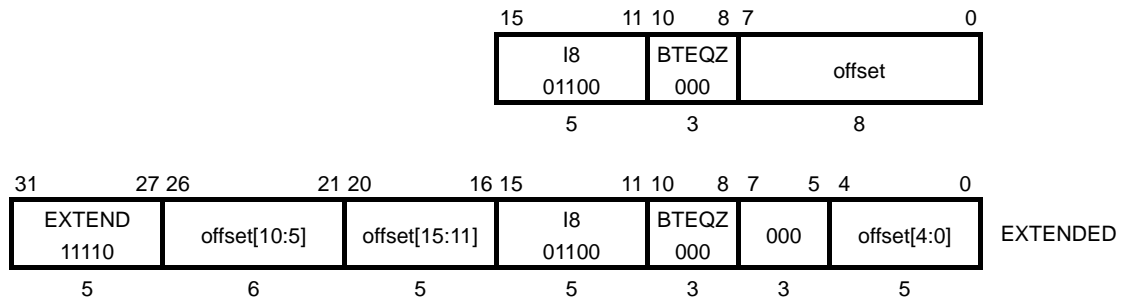 15 11 10 8 7 0
I8 BTEQZ offset
01100 000
5 3 8
31 27 26 21 20 16 15 11 10 8 7 5 4 0
EXTEND offset[10:5] offset[15:11] I8 BTEQZ 000 offset[4:0] EXTENDED
11110 01100 000
5 6 5 5 3 3 5